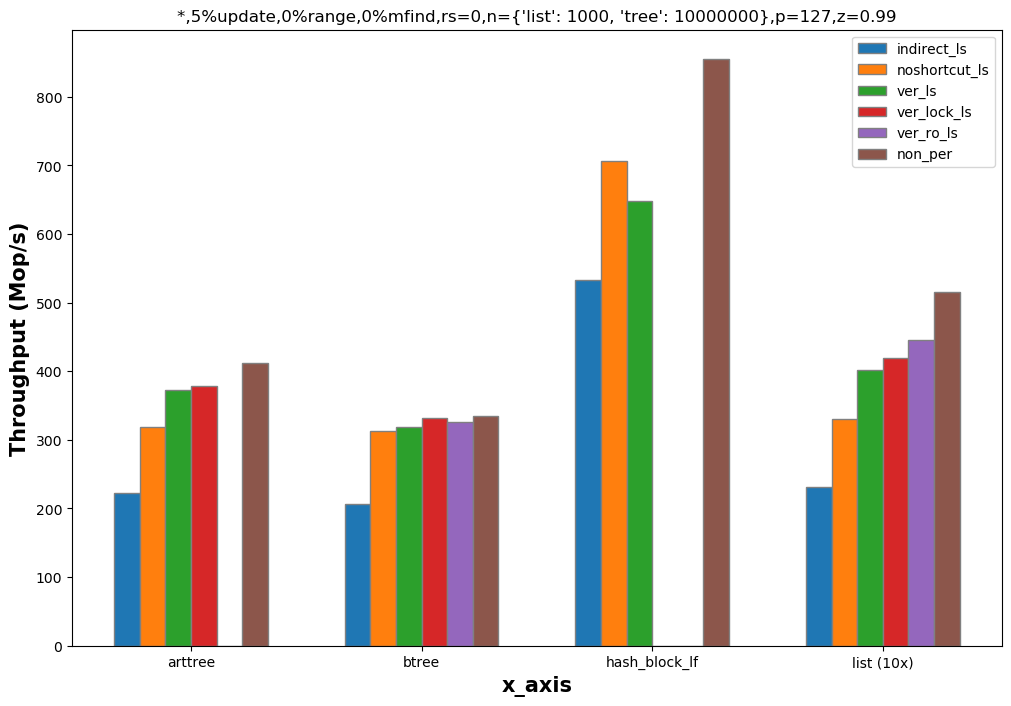 *,5%update,0%range,0%mfind,rs=0,n={'list': 1000, 'tree': 10000000},p=127,z=0.99
indirect_ls
noshortcut_ls
ver_ls
ver_lock_ls
ver_ro_ls
non_per
Throughput (Mop/s)
800
700
600
500
400
300
200
100
0
arttree
btree
hash_block_lf
list (10x)
x_axis